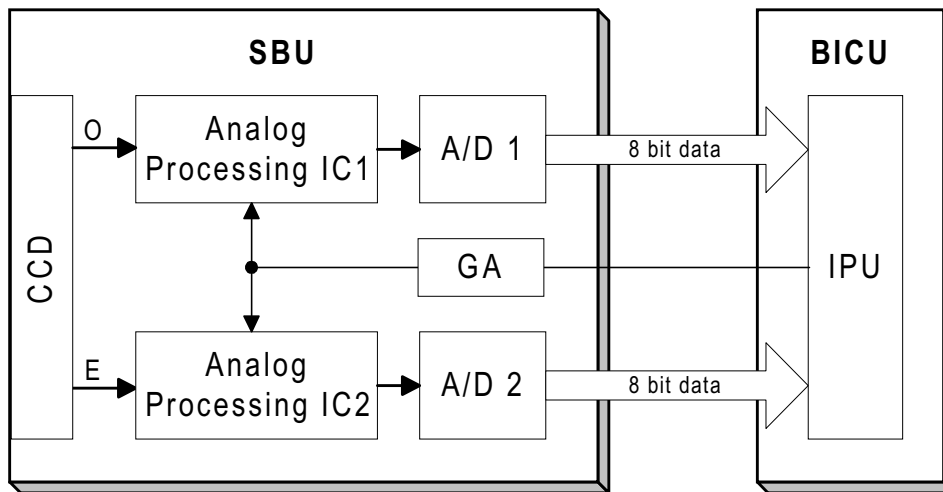 SBU
BICU
CCD
O
Analog
Processing IC1
A/D 1
8 bit data
GA
IPU
E
Analog
Processing IC2
A/D 2
8 bit data